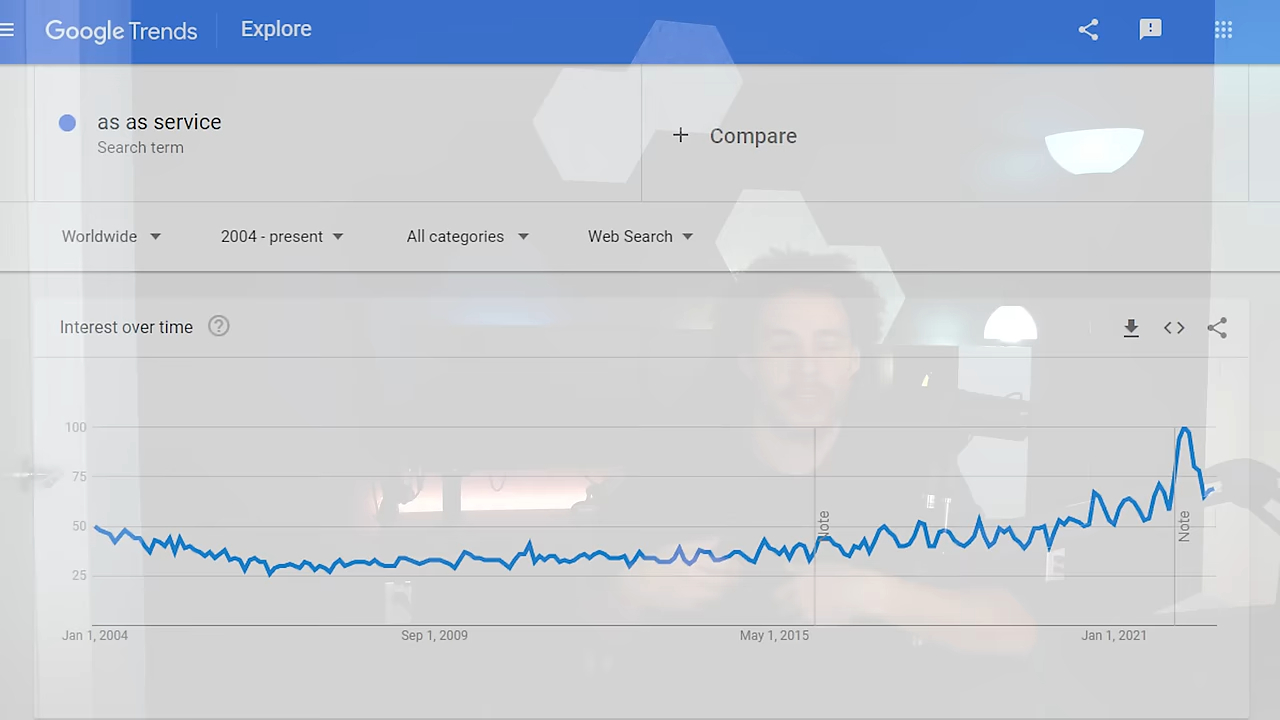 Google Trends
Explore
as as service
Search term
+ Compare
Worldwide
2004 - present
All categories
Web Search
Interest over time
100
75
50
25
Note
Note
Jan 1, 2004
Sep 1, 2009
May 1, 2015
Jan 1, 2021